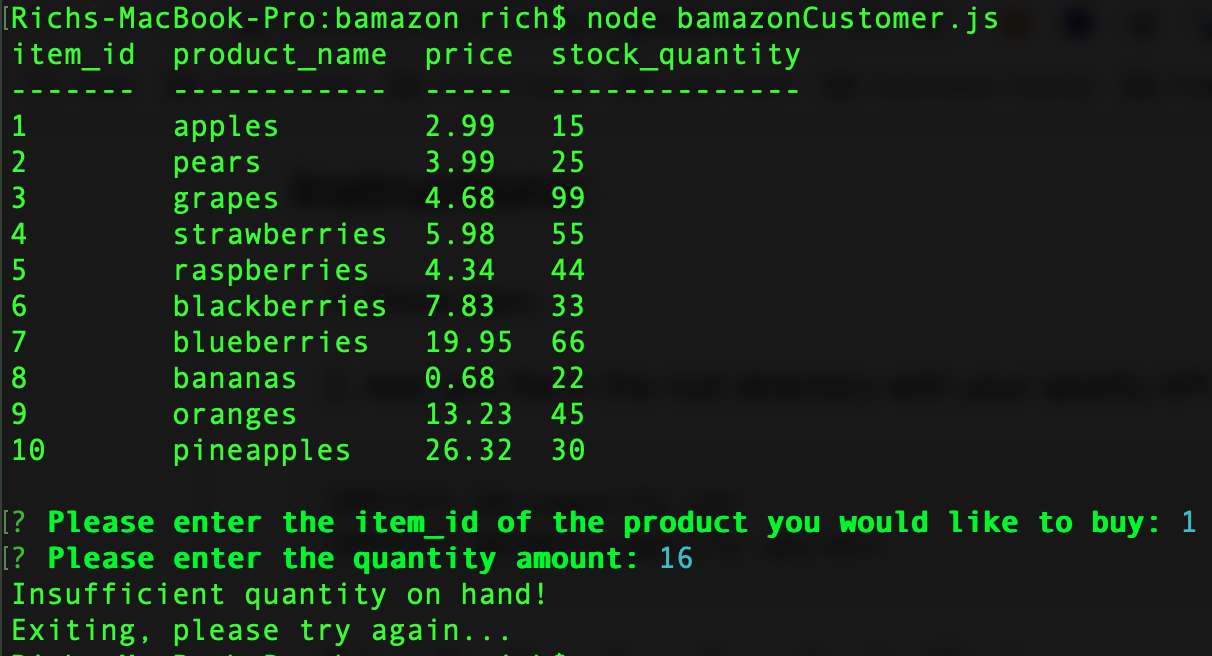 [Richs-MacBook-Pro:bamazon rich$ node bamazonCustomer.js
item_id  product_name  price  stock_quantity
-------  ------------  -----  --------------
1        apples        2.99   15
2        pears         3.99   25
3        grapes        4.68   99
4        strawberries  5.98   55
5        raspberries   4.34   44
6        blackberries  7.83   33
7        blueberries   19.95  66
8        bananas       0.68   22
9        oranges       13.23  45
10       pineapples    26.32  30
[? Please enter the item_id of the product you would like to buy: 1
[? Please enter the quantity amount: 16
Insufficient quantity on hand!
Exiting, please try again...